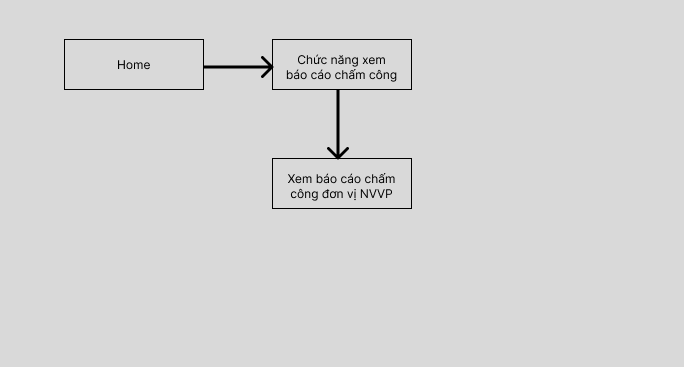 Home
Chức năng xem
báo cáo chấm công
Xem báo cáo chấm
công đơn vị NVVP